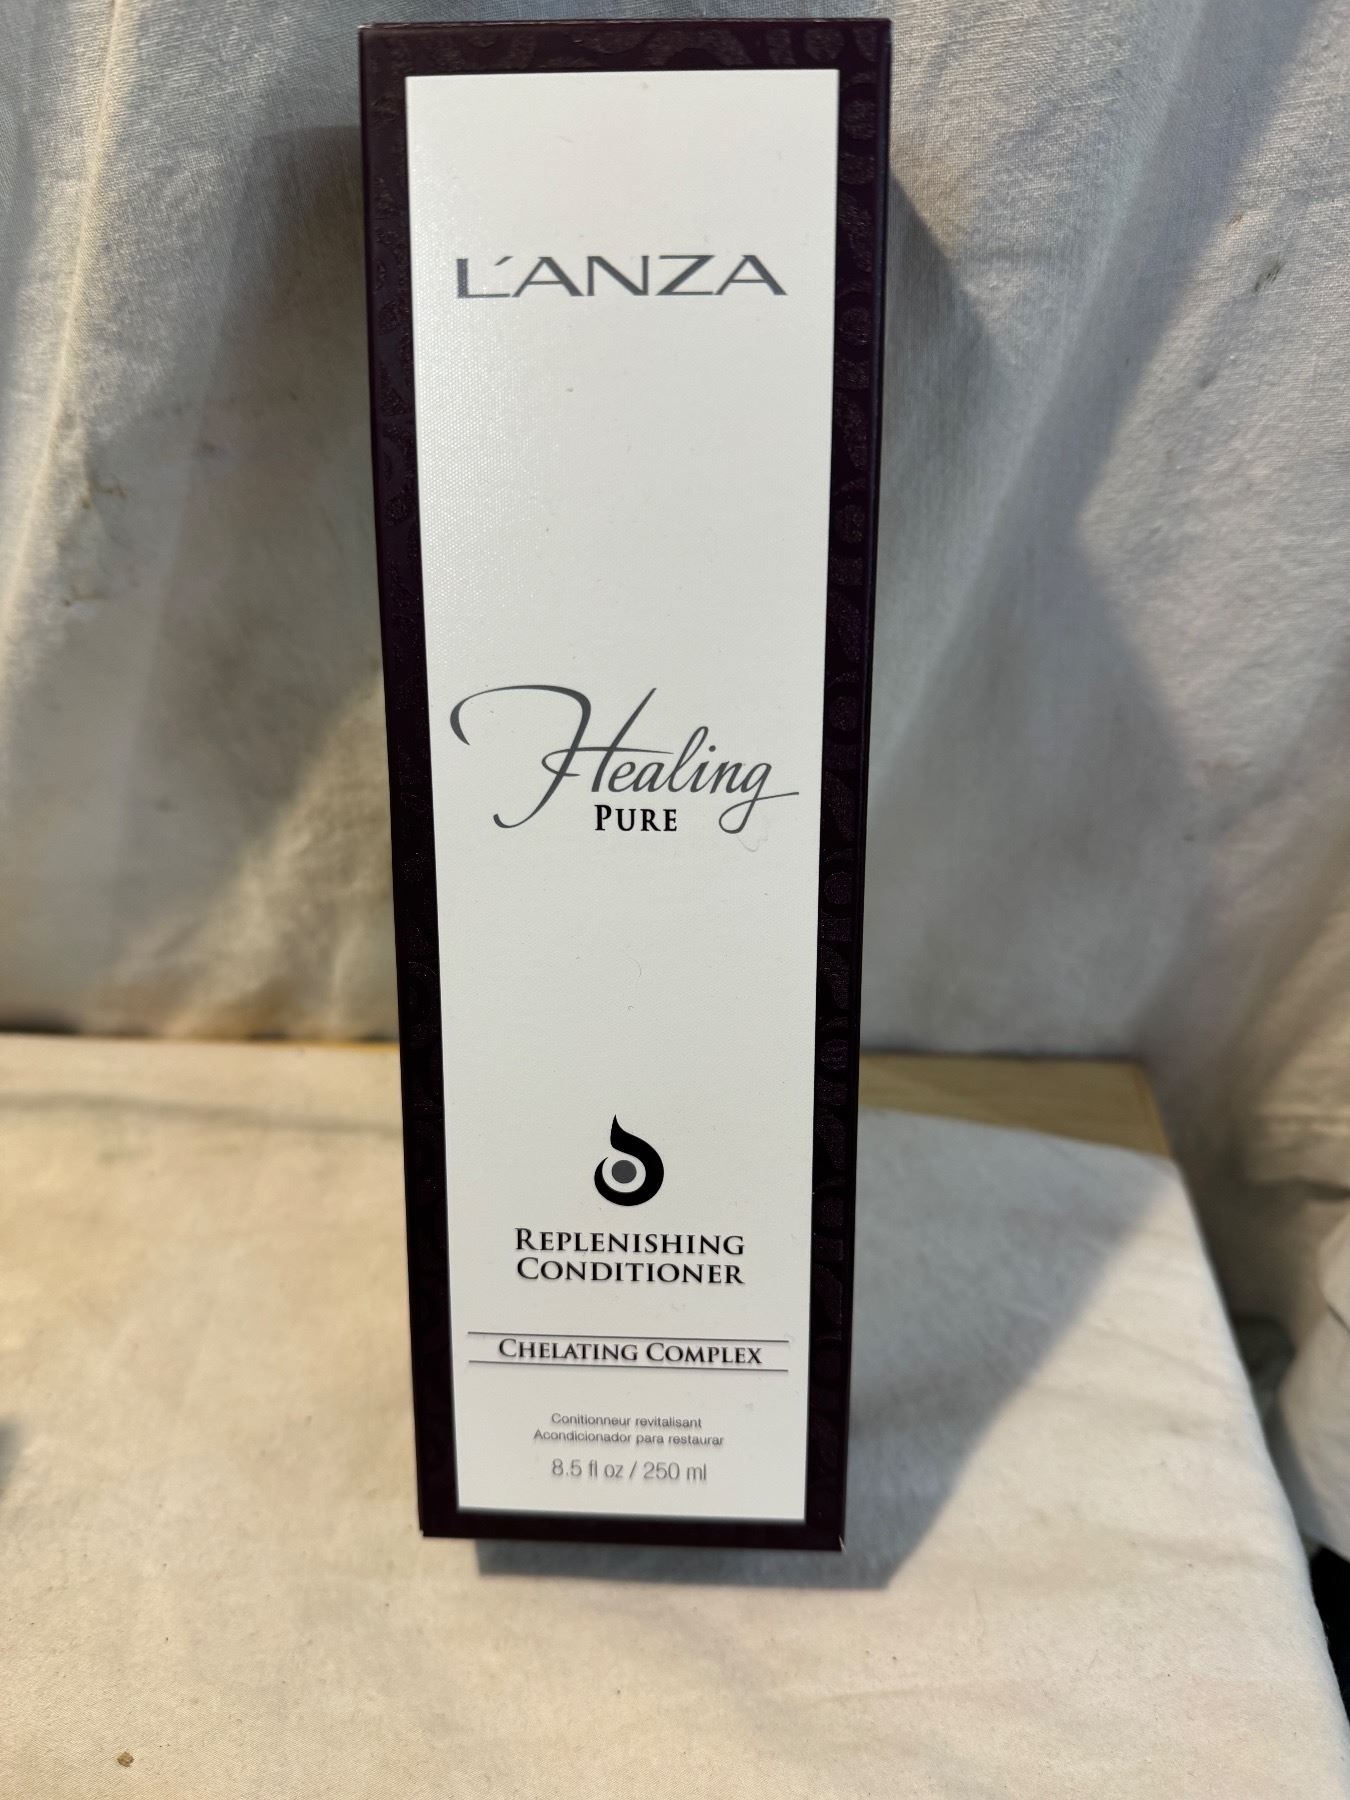 L'ANZA
Healing
PURE
REPLENISHING
CONDITIONER
CHELATING COMPLEX
Conitionneur revitalisant
Acondicionador para restaurar
8.5 fl oz / 250 ml